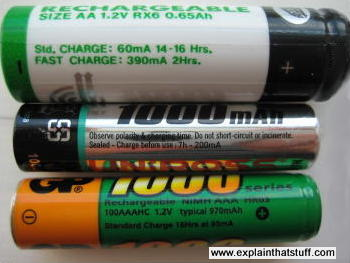 RECHARGEABLE
SIZE AA 1.2V RX6 0.65Ah
Std. CHARGE: 60mA 14-16 Hrs.
FAST CHARGE: 390mA 2Hrs.
+
1000mAH
Observe polarity & charging time. Do not short-circuit or incinerate.
Sealed - Charge before use : 7h - 200mA
GP 1000 series
Rechargeable NiMH AAA HR03
100AAAHC 1.2V typical 970mAh
Standard Charge 16Hrs at 95mA
1000
www.explainthatstuff.com